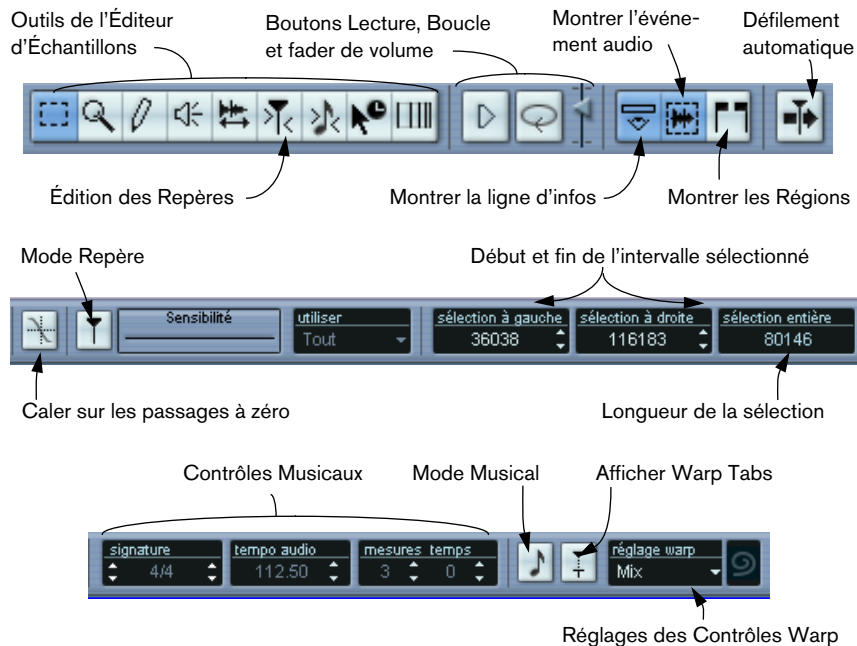 Outils de l'Éditeur
d'Échantillons
Boutons Lecture, Boucle
et fader de volume
Montrer l'événe-
ment audio
Défilement
automatique
Édition des Repères
Montrer la ligne d'infos
Montrer les Régions
Mode Repère
Début et fin de l'intervalle sélectionné
Sensibilité
utiliser
Tout
sélection à gauche
36038
sélection à droite
116183
sélection entière
80146
Caler sur les passages à zéro
Longueur de la sélection
Contrôles Musicaux
Mode Musical
Afficher Warp Tabs
signature
4/4
tempo audio
112.50
mesures temps
3 0
réglage warp
Mix
Réglages des Contrôles Warp